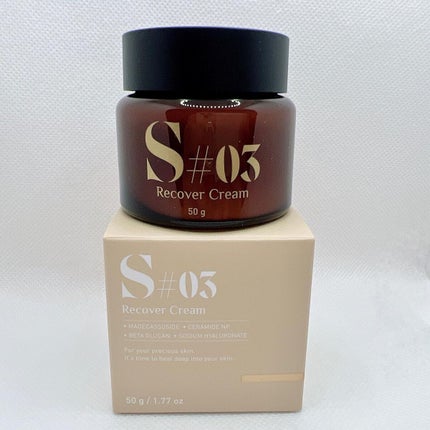 S#03
Recover Cream
50 g
S#03
Recover Cream
• MADECASSOSIDE • CERAMIDE NP
• BETA GLUCAN • SODIUM HYALURONATE
For your precious skin.
It's time to heal deep into your skin.
50 g / 1.77 oz